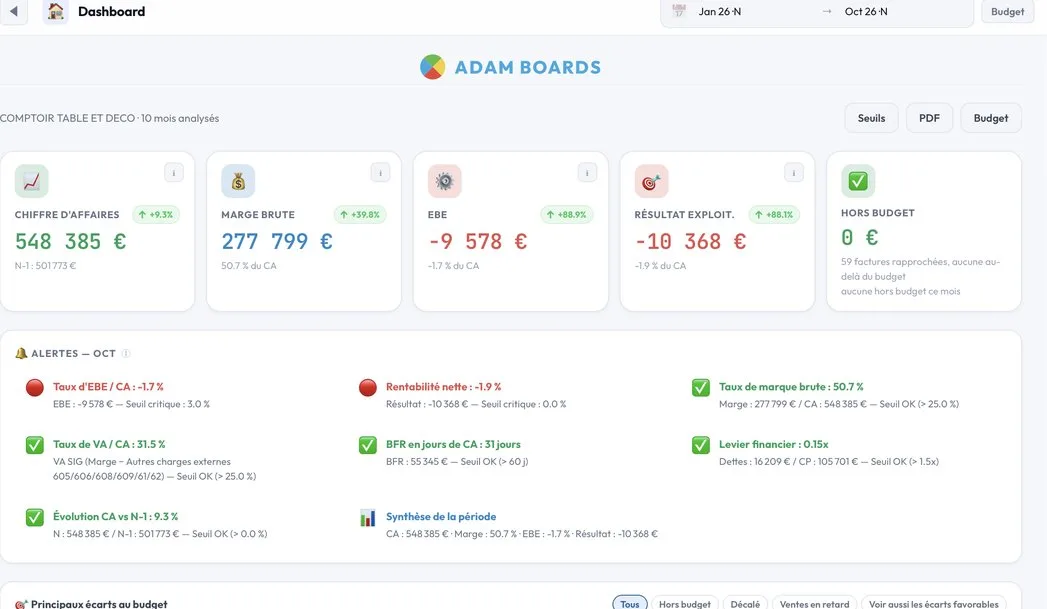 Dashboard
Jan 26 ·N → Oct 26 ·N
Budget
ADAM BOARDS
COMPTOIR TABLE ET DECO · 10 mois analysés
Seuils
PDF
Budget
i
CHIFFRE D'AFFAIRES ↑ +9.3%
548 385 €
N-1 : 501 773 €
i
MARGE BRUTE ↑ +39.8%
277 799 €
50.7 % du CA
i
EBE ↑ +88.9%
-9 578 €
-1.7 % du CA
i
RÉSULTAT EXPLOIT. ↑ +88.1%
-10 368 €
-1.9 % du CA
HORS BUDGET
0 €
59 factures rapprochées, aucune au-
delà du budget
aucune hors budget ce mois
ALERTES — OCT
Taux d'EBE / CA : -1.7 %
EBE : -9 578 € — Seuil critique : 3.0 %
Rentabilité nette : -1.9 %
Résultat : -10 368 € — Seuil critique : 0.0 %
Taux de marque brute : 50.7 %
Marge : 277 799 € / CA : 548 385 € — Seuil OK (> 25.0 %)
Taux de VA / CA : 31.5 %
VA SIG (Marge − Autres charges externes
605/606/608/609/61/62) — Seuil OK (> 25.0 %)
BFR en jours de CA : 31 jours
BFR : 55 345 € — Seuil OK (> 60 j)
Levier financier : 0.15x
Dettes : 16 209 € / CP : 105 701 € — Seuil OK (> 1.5x)
Évolution CA vs N-1 : 9.3 %
N : 548 385 € / N-1 : 501 773 € — Seuil OK (> 0.0 %)
Synthèse de la période
CA : 548 385 € · Marge : 50.7 % · EBE : -1.7 % · Résultat : -10 368 €
Principaux écarts au budget
Tous
Hors budget
Décalé
Ventes en retard
Voir aussi les écarts favorables